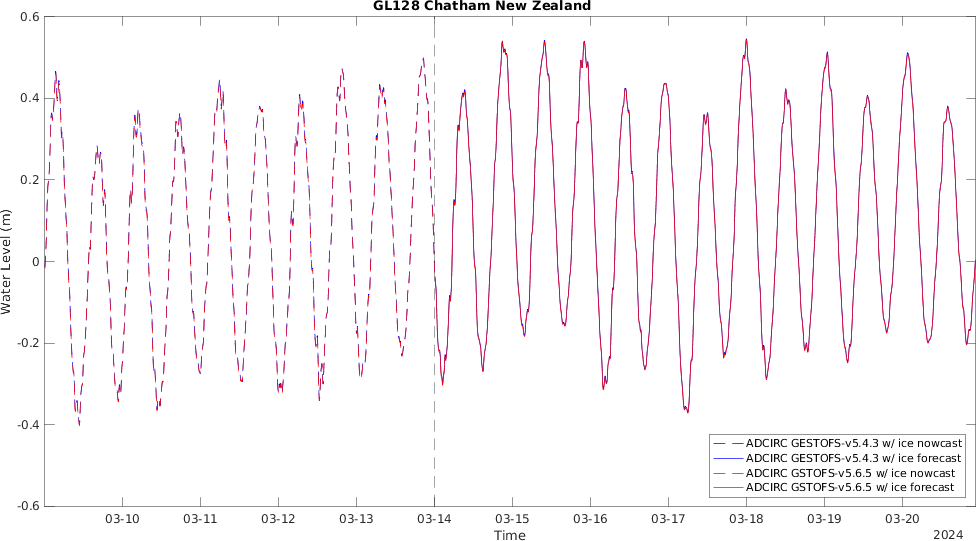 GL128 Chatham New Zealand
0.6
0.4
0.2
0
-0.2
-0.4
-0.6
Water Level (m)
ADCIRC GESTOFS-v5.4.3 w/ ice nowcast
ADCIRC GESTOFS-v5.4.3 w/ ice forecast
ADCIRC GSTOFS-v5.6.5 w/ ice nowcast
ADCIRC GSTOFS-v5.6.5 w/ ice forecast
03-10 03-11 03-12 03-13 03-14 03-15 03-16 03-17 03-18 03-19 03-20
Time
2024